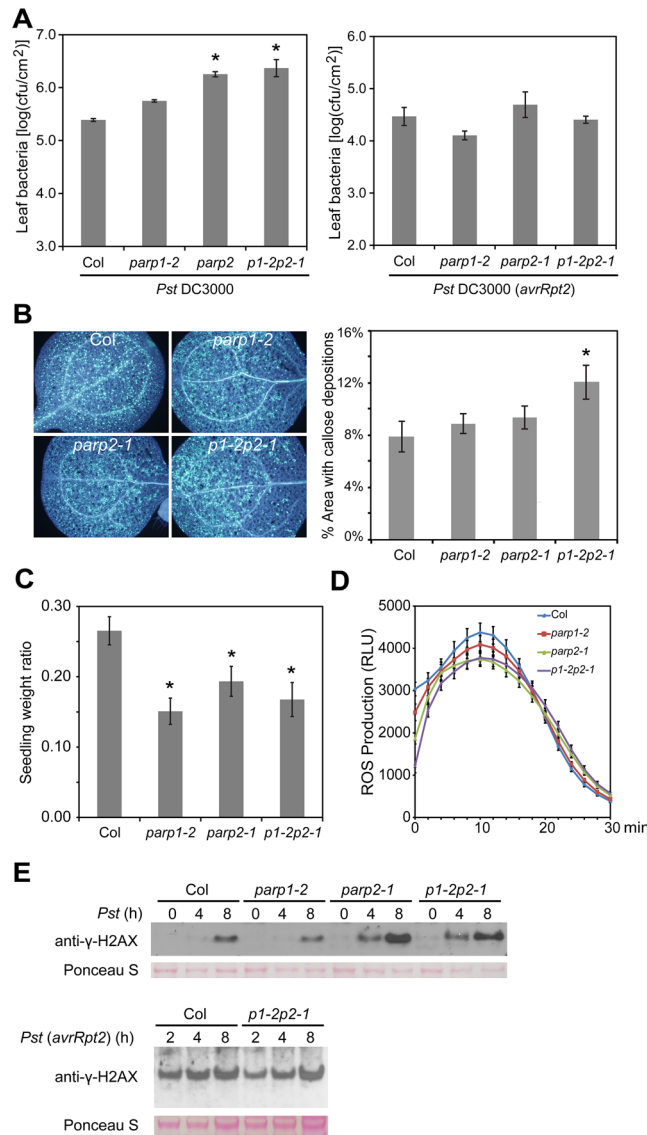 A
Leaf bacteria [log(cfu/cm²)]
7.0
6.0
5.0
4.0
3.0
* *
Col parp1-2 parp2 p1-2p2-1
Pst DC3000
Leaf bacteria [log(cfu/cm²)]
6.0
5.0
4.0
3.0
2.0
Col parp1-2 parp2-1 p1-2p2-1
Pst DC3000 (avrRpt2)
B
Col parp1-2
parp2-1 p1-2p2-1
% Area with callose depositions
16%
12%
8%
4%
0%
*
Col parp1-2 parp2-1 p1-2p2-1
C
Seedling weight ratio
0.30
0.20
0.10
0.00
* * *
Col parp1-2 parp2-1 p1-2p2-1
D
ROS Production (RLU)
5000
4000
3000
2000
1000
0
Col
parp1-2
parp2-1
p1-2p2-1
0 10 20 30 min
E
Col parp1-2 parp2-1 p1-2p2-1
Pst (h) 0 4 8 0 4 8 0 4 8 0 4 8
anti-γ-H2AX
Ponceau S
Col p1-2p2-1
Pst (avrRpt2) (h) 2 4 8 2 4 8
anti-γ-H2AX
Ponceau S